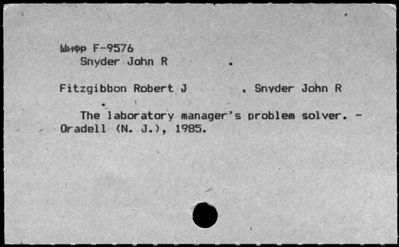 Шифр F-9576
Snyder John R .
Fitzgibbon Robert J . Snyder John R
.
The laboratory manager's problem solver. -
Oradell (N. J.), 1985.